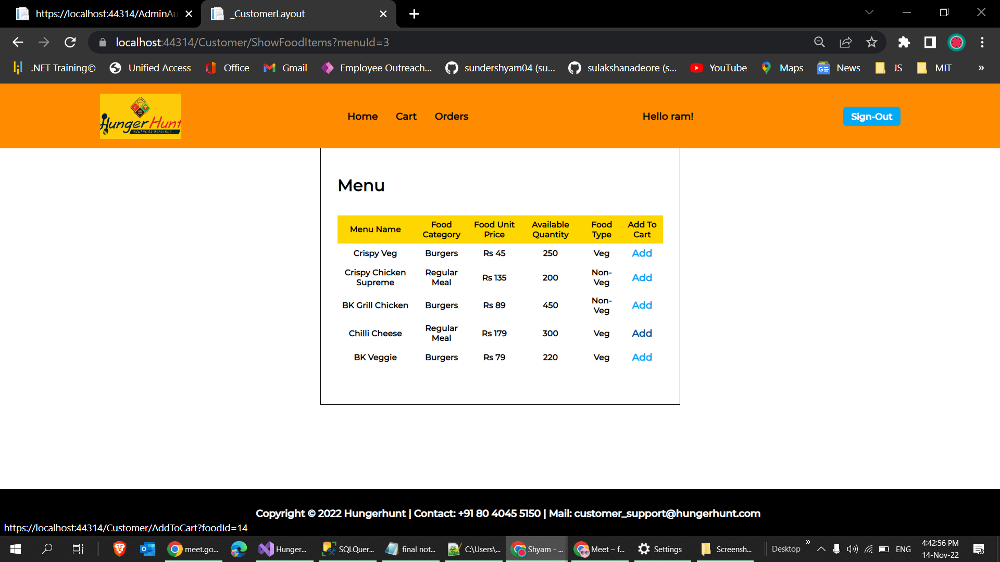 https://localhost:44314/AdminAu
_CustomerLayout
localhost:44314/Customer/ShowFoodItems?menuId=3
.NET Training© Unified Access Office Gmail Employee Outreach... sundershyam04 (su... sulakshanadeore (s... YouTube Maps News JS MIT »
Hunger Hunt
HUNT YOUR CRAVINGS....
Home Cart Orders Hello ram! Sign-Out
Menu
Menu Name Food Category Food Unit Price Available Quantity Food Type Add To Cart
Crispy Veg Burgers Rs 45 250 Veg Add
Crispy Chicken Supreme Regular Meal Rs 135 200 Non-Veg Add
BK Grill Chicken Burgers Rs 89 450 Non-Veg Add
Chilli Cheese Regular Meal Rs 179 300 Veg Add
BK Veggie Burgers Rs 79 220 Veg Add
Copyright © 2022 Hungerhunt | Contact: +91 80 4045 5150 | Mail: customer_support@hungerhunt.com
https://localhost:44314/Customer/AddToCart?foodId=14
meet.go... Hunger... SQLQuer... final not... C:\Users\... Shyam - ... Meet – f... Settings Screensh... Desktop » ENG
4:42:56 PM
14-Nov-22